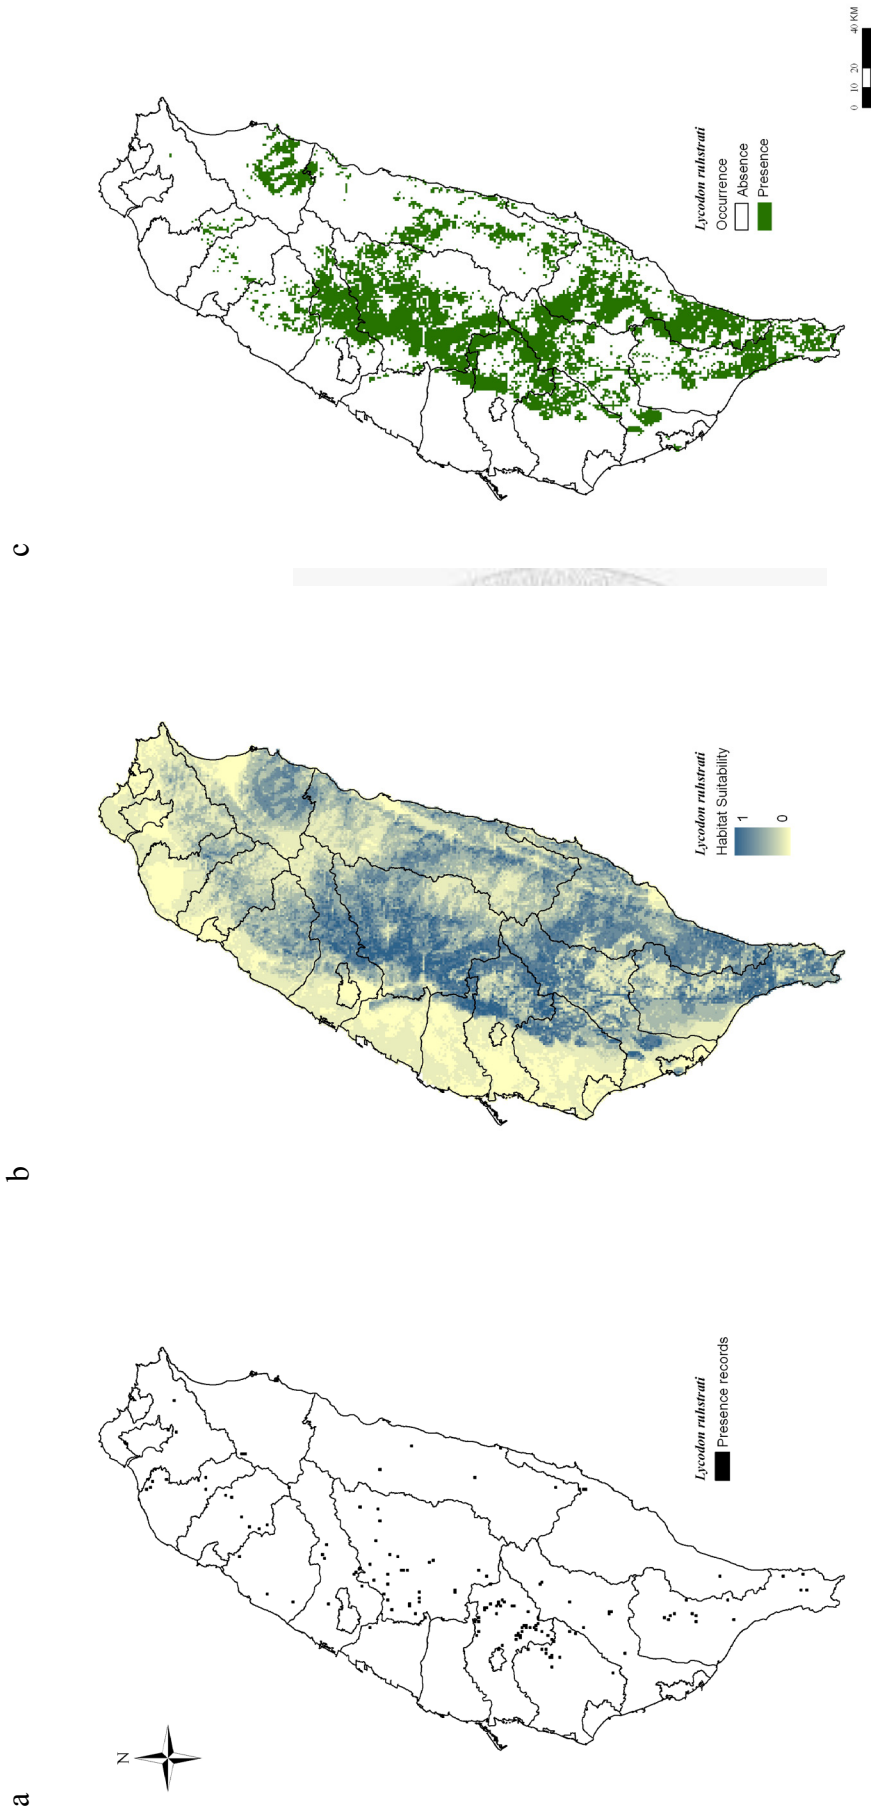 a
N
Lycodon ruhstrati
Presence records
b
Lycodon ruhstrati
Habitat Suitability
1
0
c
Lycodon ruhstrati
Occurrence
Absence
Presence
0 10 20 40 KM